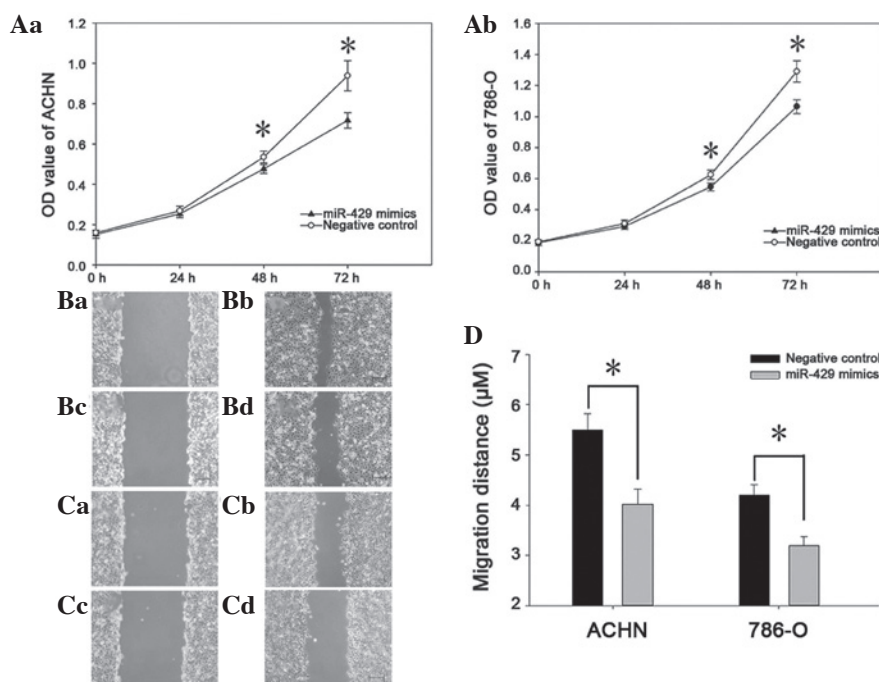 Aa
1.2
1.0
0.8
0.6
0.4
0.2
0.0
OD value of ACHN
*
*
miR-429 mimics
Negative control
0 h
24 h
48 h
72 h
Ab
1.6
1.4
1.2
1.0
0.8
0.6
0.4
0.2
0.0
OD value of 786-O
*
*
miR-429 mimics
Negative control
0 h
24 h
48 h
72 h
Ba
Bb
Bc
Bd
Ca
Cb
Cc
Cd
D
7
6
5
4
3
2
Migration distance (µM)
Negative control
miR-429 mimics
*
*
ACHN
786-O